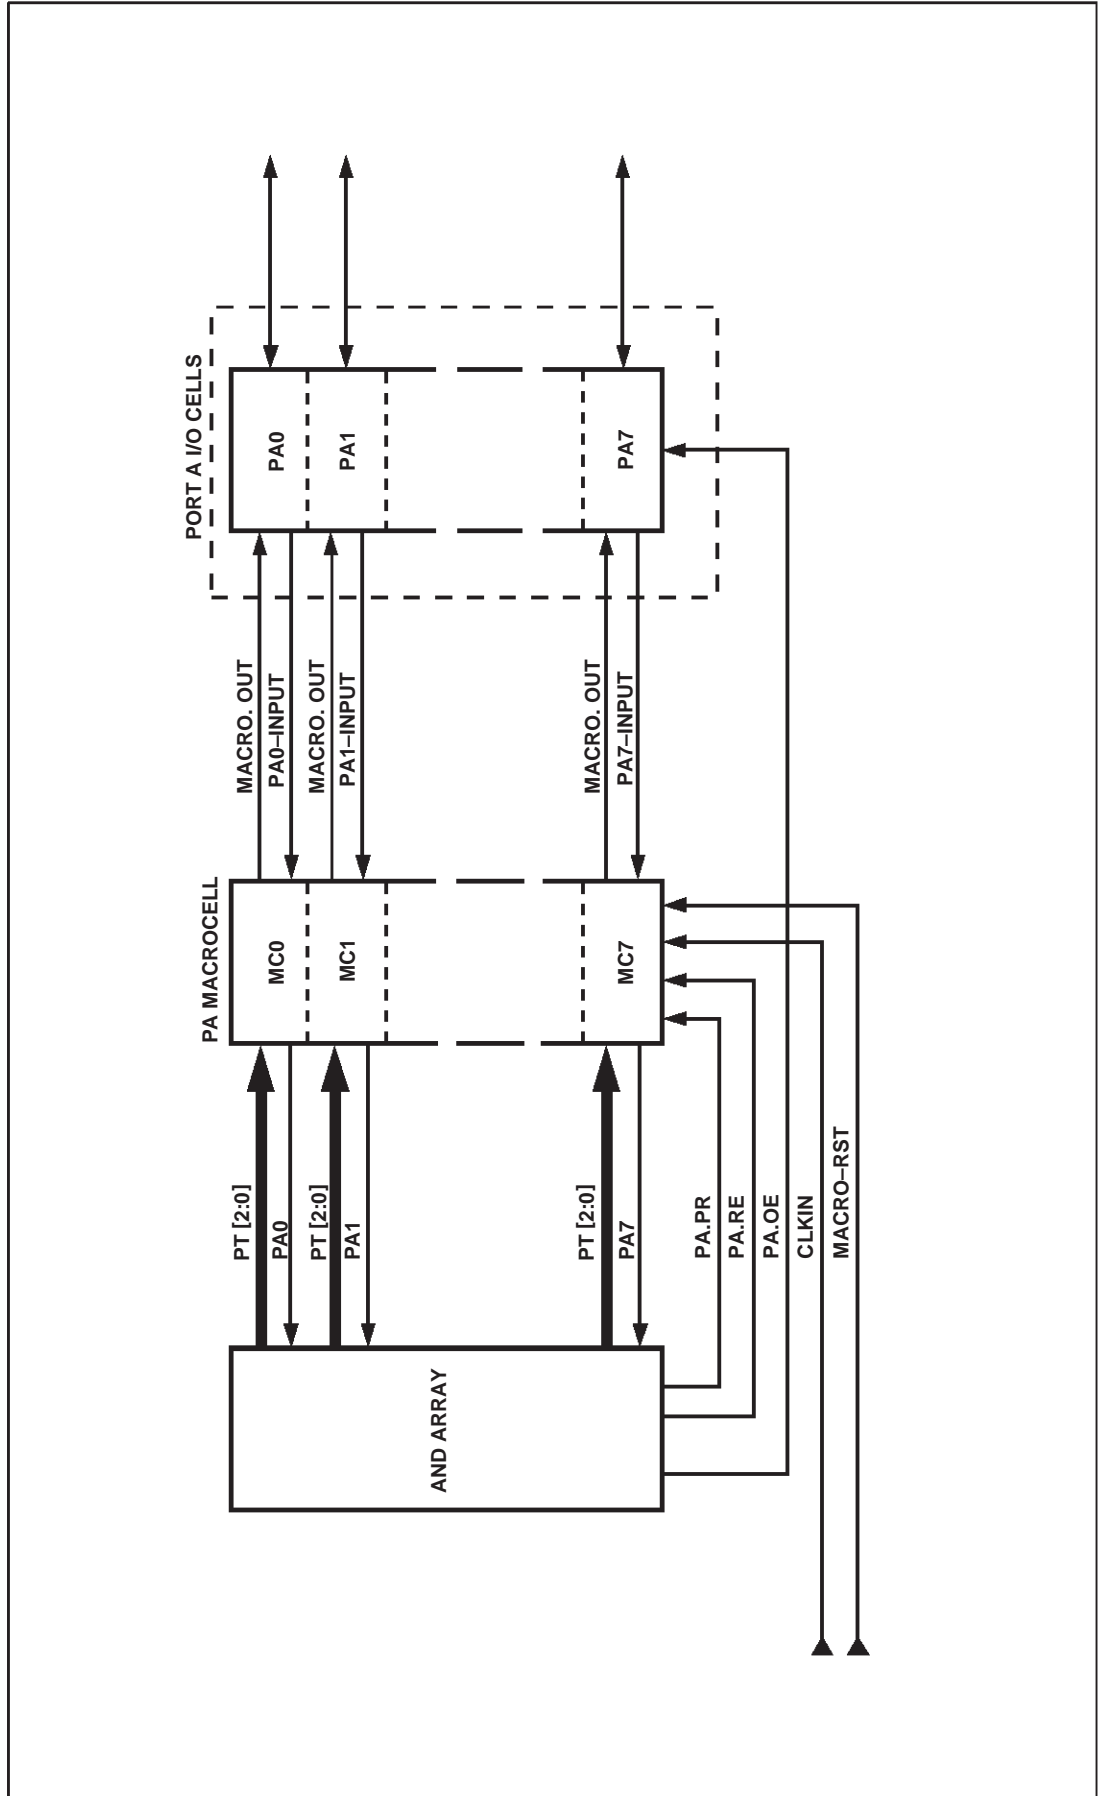 PORT A I/O CELLS
PA0
PA1
PA7
MACRO. OUT
PA0–INPUT
MACRO. OUT
PA1–INPUT
MACRO. OUT
PA7–INPUT
PA MACROCELL
MC0
MC1
MC7
PT [2:0]
PA0
PT [2:0]
PA1
PT [2:0]
PA7
PA.PR
PA.RE
PA.OE
CLKIN
MACRO–RST
AND ARRAY